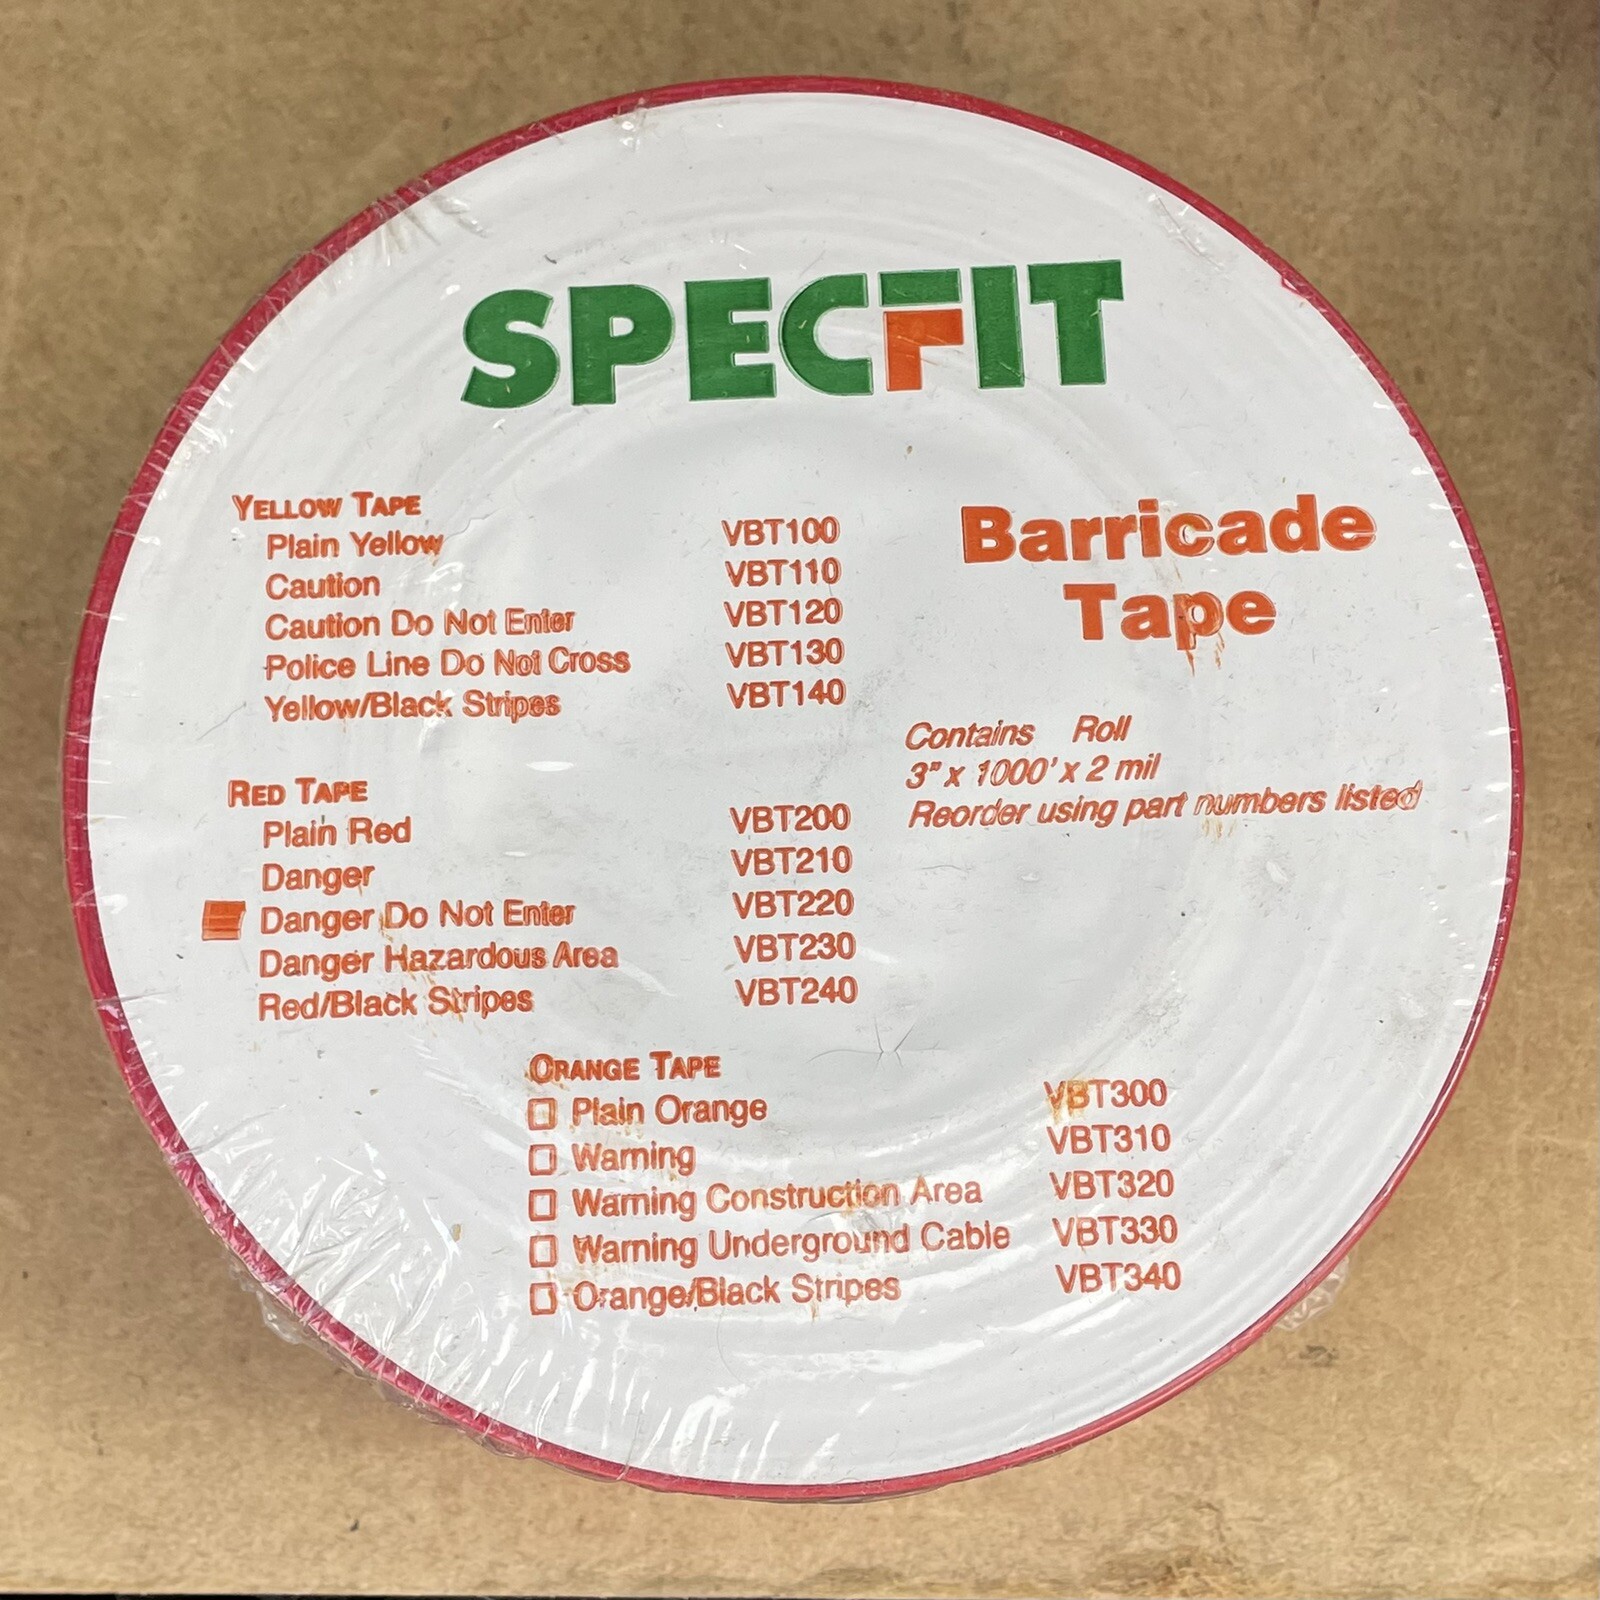 SPECFIT
Barricade
Tape
Contains Roll
3" x 1000' x 2 mil
Reorder using part numbers listed
YELLOW TAPE
Plain Yellow VBT100
Caution VBT110
Caution Do Not Enter VBT120
Police Line Do Not Cross VBT130
Yellow/Black Stripes VBT140
RED TAPE
Plain Red VBT200
Danger VBT210
Danger Do Not Enter VBT220
Danger Hazardous Area VBT230
Red/Black Stripes VBT240
ORANGE TAPE
Plain Orange VBT300
Warning VBT310
Warning Construction Area VBT320
Warning Underground Cable VBT330
Orange/Black Stripes VBT340